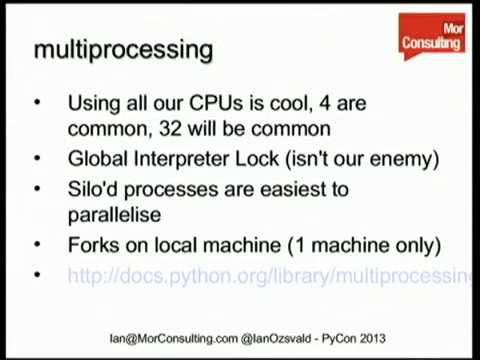 Mor
Consulting
multiprocessing
• Using all our CPUs is cool, 4 are
common, 32 will be common
• Global Interpreter Lock (isn't our enemy)
• Silo'd processes are easiest to
parallelise
• Forks on local machine (1 machine only)
• http://docs.python.org/library/multiprocessing
Ian@MorConsulting.com @IanOzsvald - PyCon 2013